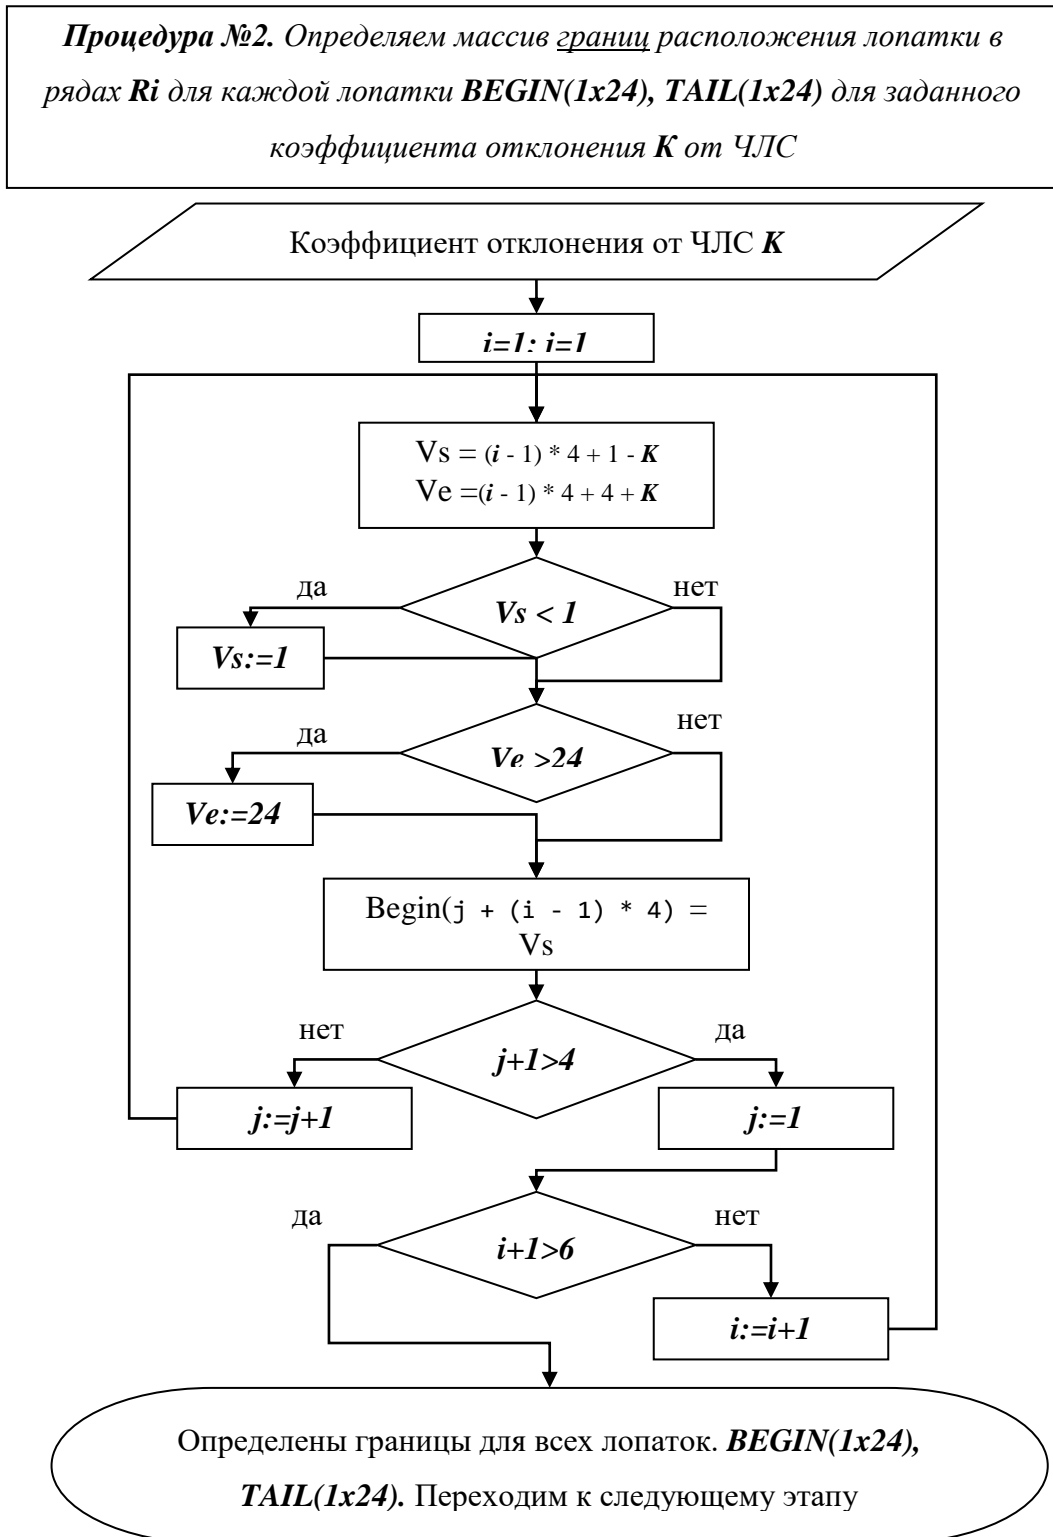 Процедура №2. Определяем массив границ расположения лопатки в
рядах Ri для каждой лопатки BEGIN(1x24), TAIL(1x24) для заданного
коэффициента отклонения К от ЧЛС
Коэффициент отклонения от ЧЛС K
i=1; j=1
Vs = (i - 1) * 4 + 1 - K
Ve =(i - 1) * 4 + 4 + K
да
нет
Vs < 1
Vs:=1
да
нет
Ve >24
Ve:=24
Begin(j + (i - 1) * 4) =
Vs
нет
да
j+1>4
j:=j+1
j:=1
да
нет
i+1>6
i:=i+1
Определены границы для всех лопаток. BEGIN(1x24),
TAIL(1x24). Переходим к следующему этапу